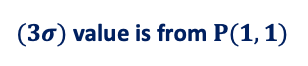 (3σ) value is from P(1, 1)